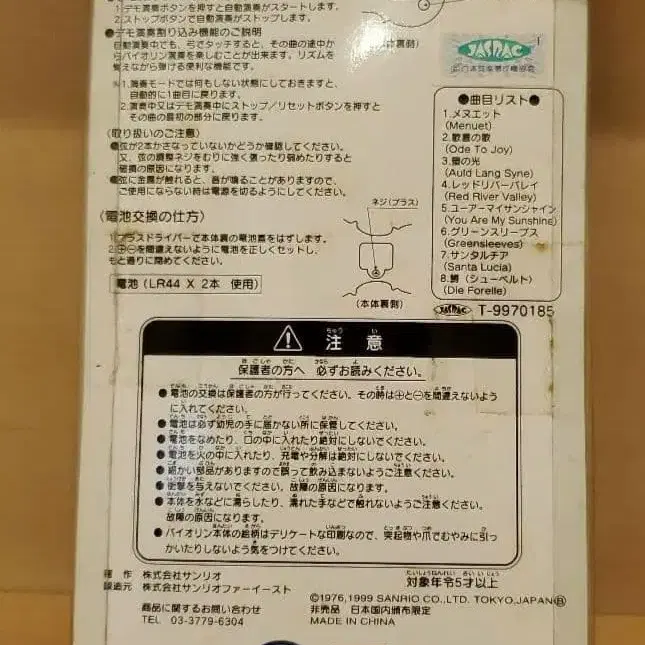 1.デモ演奏ボタンを押すと自動演奏がスタートします。
2.ストップボタンで自動演奏がストップします。
●デモ演奏割り込み機能のご説明
自動演奏中でも、弓でタッチすると、その曲の途中か
らバイオリン演奏を楽しむことが出来ます。リズムを
覚えながら弾ける便利な機能です。
※1.演奏モードでは何もしない状態にしておきますと、
自動的に1曲目に戻ります。
2.演奏中又はデモ演奏中にストップ/リセットボタンを押すと
その曲の最初の部分に戻ります。
(取り扱いのご注意)
●弦が2本かさなっていないかどうか確認してください。
又、弦の調整ネジをむりに強く張ったり弱めたりすると
破損の原因になります。
●弦に金属が触れると、音が鳴ることがありますので、
ご使用にならない時は電源を切るようにしてください。
(電池交換の仕方)
1.プラスドライバーで本体裏の電池蓋をはずします。
2.⊕⊖を間違えないように電池を正しくセットし、
もと通りに閉めてください。
電池(LR44 X 2本 使用)
(本体裏側)
ネジ(プラス)
(本体裏側)
JASRAC
●曲目リスト●
1.メヌエット
(Menuet)
2.歓喜の歌
(Ode To Joy)
3.蛍の光
(Auld Lang Syne)
4.レッドリバーバレイ
(Red River Valley)
5.ユーアーマイサンシャイン
(You Are My Sunshine)
6.グリーンスリーブス
(Greensleeves)
7.サンタルチア
(Santa Lucia)
8.鱒(シューベルト)
(Die Forelle)
JASRAC T-9970185
注意
保護者の方へ 必ずお読みください。
●電池の交換は保護者の方が行ってください。その時は⊕と⊖を間違えないよう
に入れてください。
●電池は必ず幼児の手に届かない所に保管してください。
●電池をなめたり、口の中に入れたり絶対にしないでください。
●電池を火の中に入れたり、充電や分解は絶対にしないでください。
●細かい部品がありますので誤って飲み込まないようご注意ください。
●衝撃を与えないでください。故障の原因になります。
●本体を水などに濡らしたり、濡れた手などで触れないようご注意ください。
故障の原因になります。
●バイオリン本体の絵柄はデリケートな印刷なので、突起物や爪でむやみに引っ
かいたりしないよう気をつけてください。
対象年令5才以上
作 株式会社サンリオ
製造元 株式会社サンリオファーイースト
商品に関するお問い合わせ
TEL 03-3779-6304
©1976,1999 SANRIO CO.,LTD. TOKYO,JAPAN Ⓑ
非売品 日本国内頒布限定
MADE IN CHINA